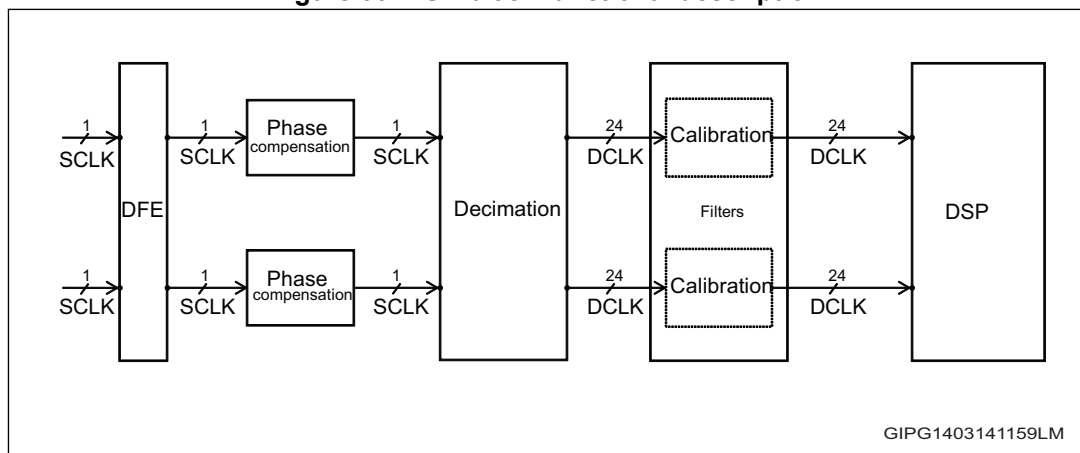 1
SCLK
1
SCLK
Phase
compensation
1
SCLK
24
DCLK
Calibration
24
DCLK
DFE
Decimation
Filters
DSP
1
SCLK
1
SCLK
Phase
compensation
1
SCLK
24
DCLK
Calibration
24
DCLK
GIPG1403141159LM